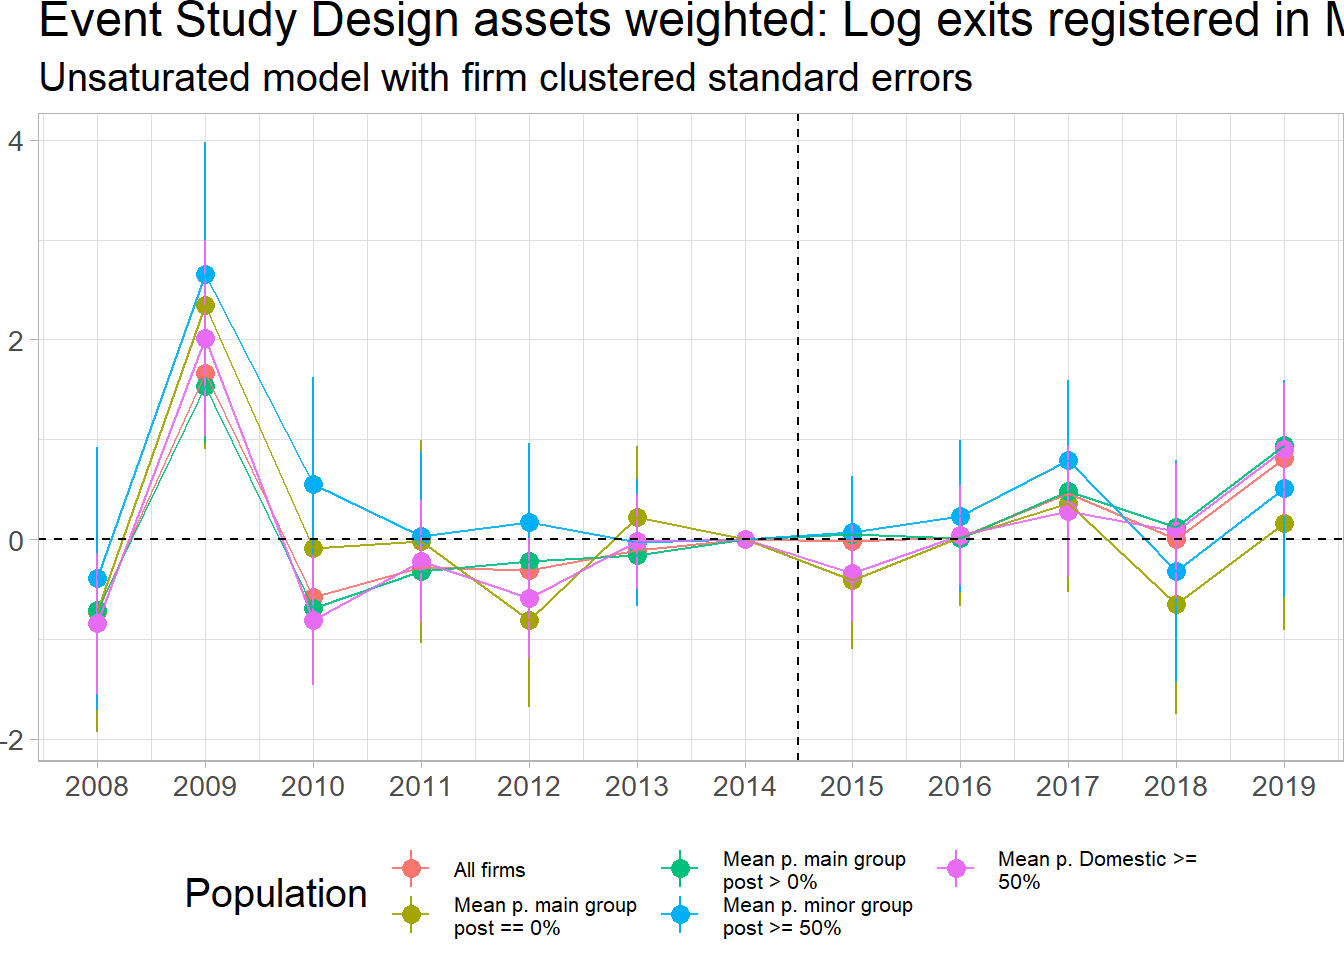 Event Study Design assets weighted: Log exits registered in M
Unsaturated model with firm clustered standard errors
4
2
0
-2
2008 2009 2010 2011 2012 2013 2014 2015 2016 2017 2018 2019
Population
All firms
Mean p. main group
post == 0%
Mean p. main group
post > 0%
Mean p. minor group
post >= 50%
Mean p. Domestic >=
50%